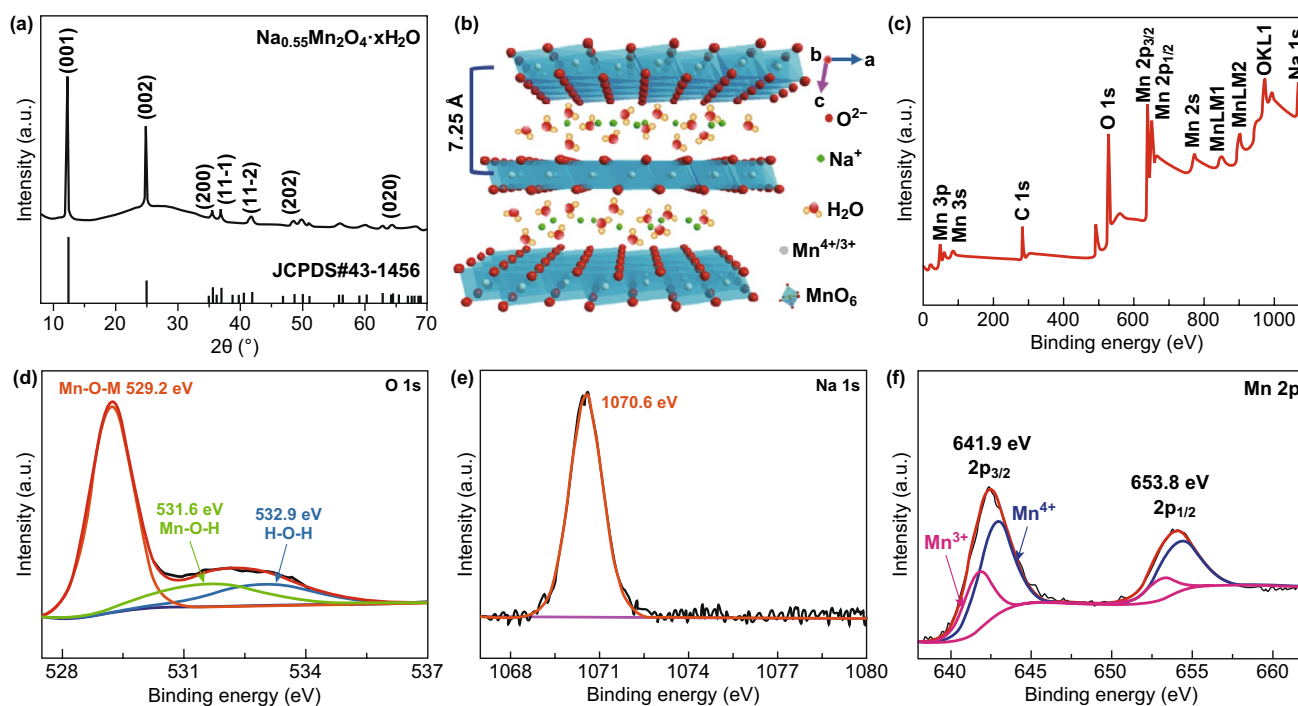 (a)
Na0.55Mn2O4·xH2O
(001)
(002)
(200)
(11-1)
(11-2)
(202)
(020)
JCPDS#43-1456
Intensity (a.u.)
10 20 30 40 50 60 70
2θ (°)
(b)
7.25 Å
b
a
c
O2−
Na+
H2O
Mn4+/3+
MnO6
(c)
Intensity (a.u.)
Mn 3p
Mn 3s
C 1s
O 1s
Mn 2p3/2
Mn 2p1/2
Mn 2s
MnLM1
MnLM2
OKL1
Na 1s
0 200 400 600 800 1000
Binding energy (eV)
(d)
O 1s
Mn-O-M 529.2 eV
531.6 eV
Mn-O-H
532.9 eV
H-O-H
Intensity (a.u.)
528 531 534 537
Binding energy (eV)
(e)
Na 1s
1070.6 eV
Intensity (a.u.)
1068 1071 1074 1077 1080
Binding energy (eV)
(f)
Mn 2p
641.9 eV
2p3/2
653.8 eV
2p1/2
Mn3+
Mn4+
Intensity (a.u.)
640 645 650 655 660
Binding energy (eV)